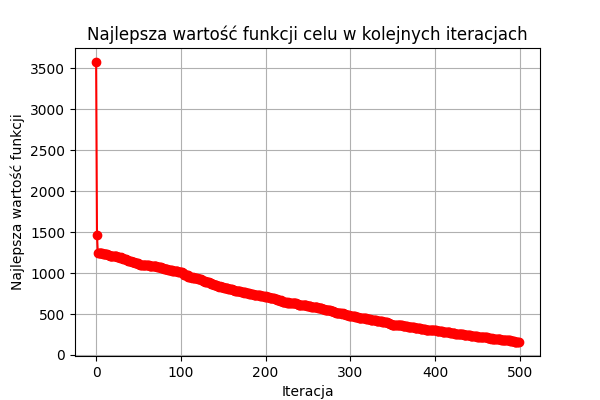 Najlepsza wartość funkcji celu w kolejnych iteracjach
3500
3000
2500
2000
1500
1000
500
0
Najlepsza wartość funkcji
0 100 200 300 400 500
Iteracja